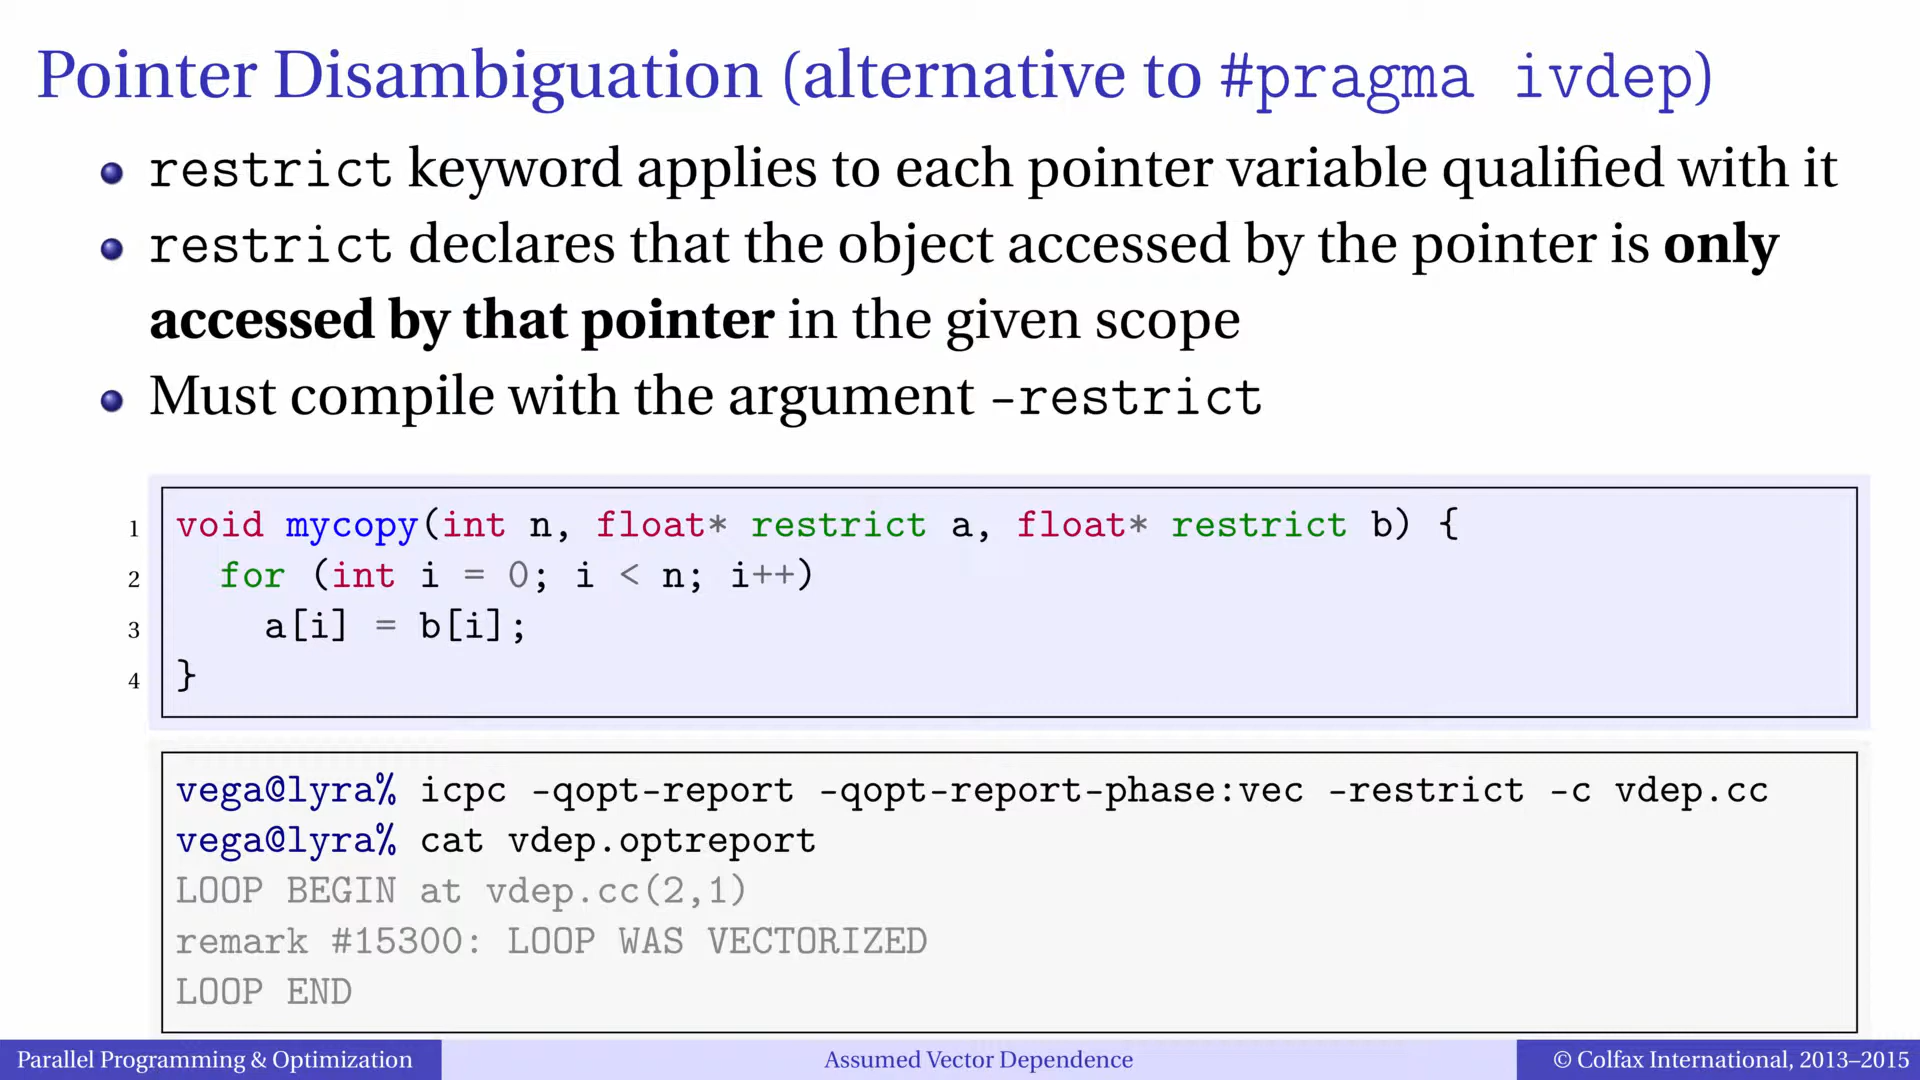 Pointer Disambiguation (alternative to #pragma ivdep)
restrict keyword applies to each pointer variable qualified with it
restrict declares that the object accessed by the pointer is only
accessed by that pointer in the given scope
Must compile with the argument -restrict
1 void mycopy(int n, float* restrict a, float* restrict b) {
2   for (int i = 0; i < n; i++)
3     a[i] = b[i];
4 }
vega@lyra% icpc -qopt-report -qopt-report-phase:vec -restrict -c vdep.cc
vega@lyra% cat vdep.optreport
LOOP BEGIN at vdep.cc(2,1)
remark #15300: LOOP WAS VECTORIZED
LOOP END
Parallel Programming & Optimization Assumed Vector Dependence © Colfax International, 2013–2015